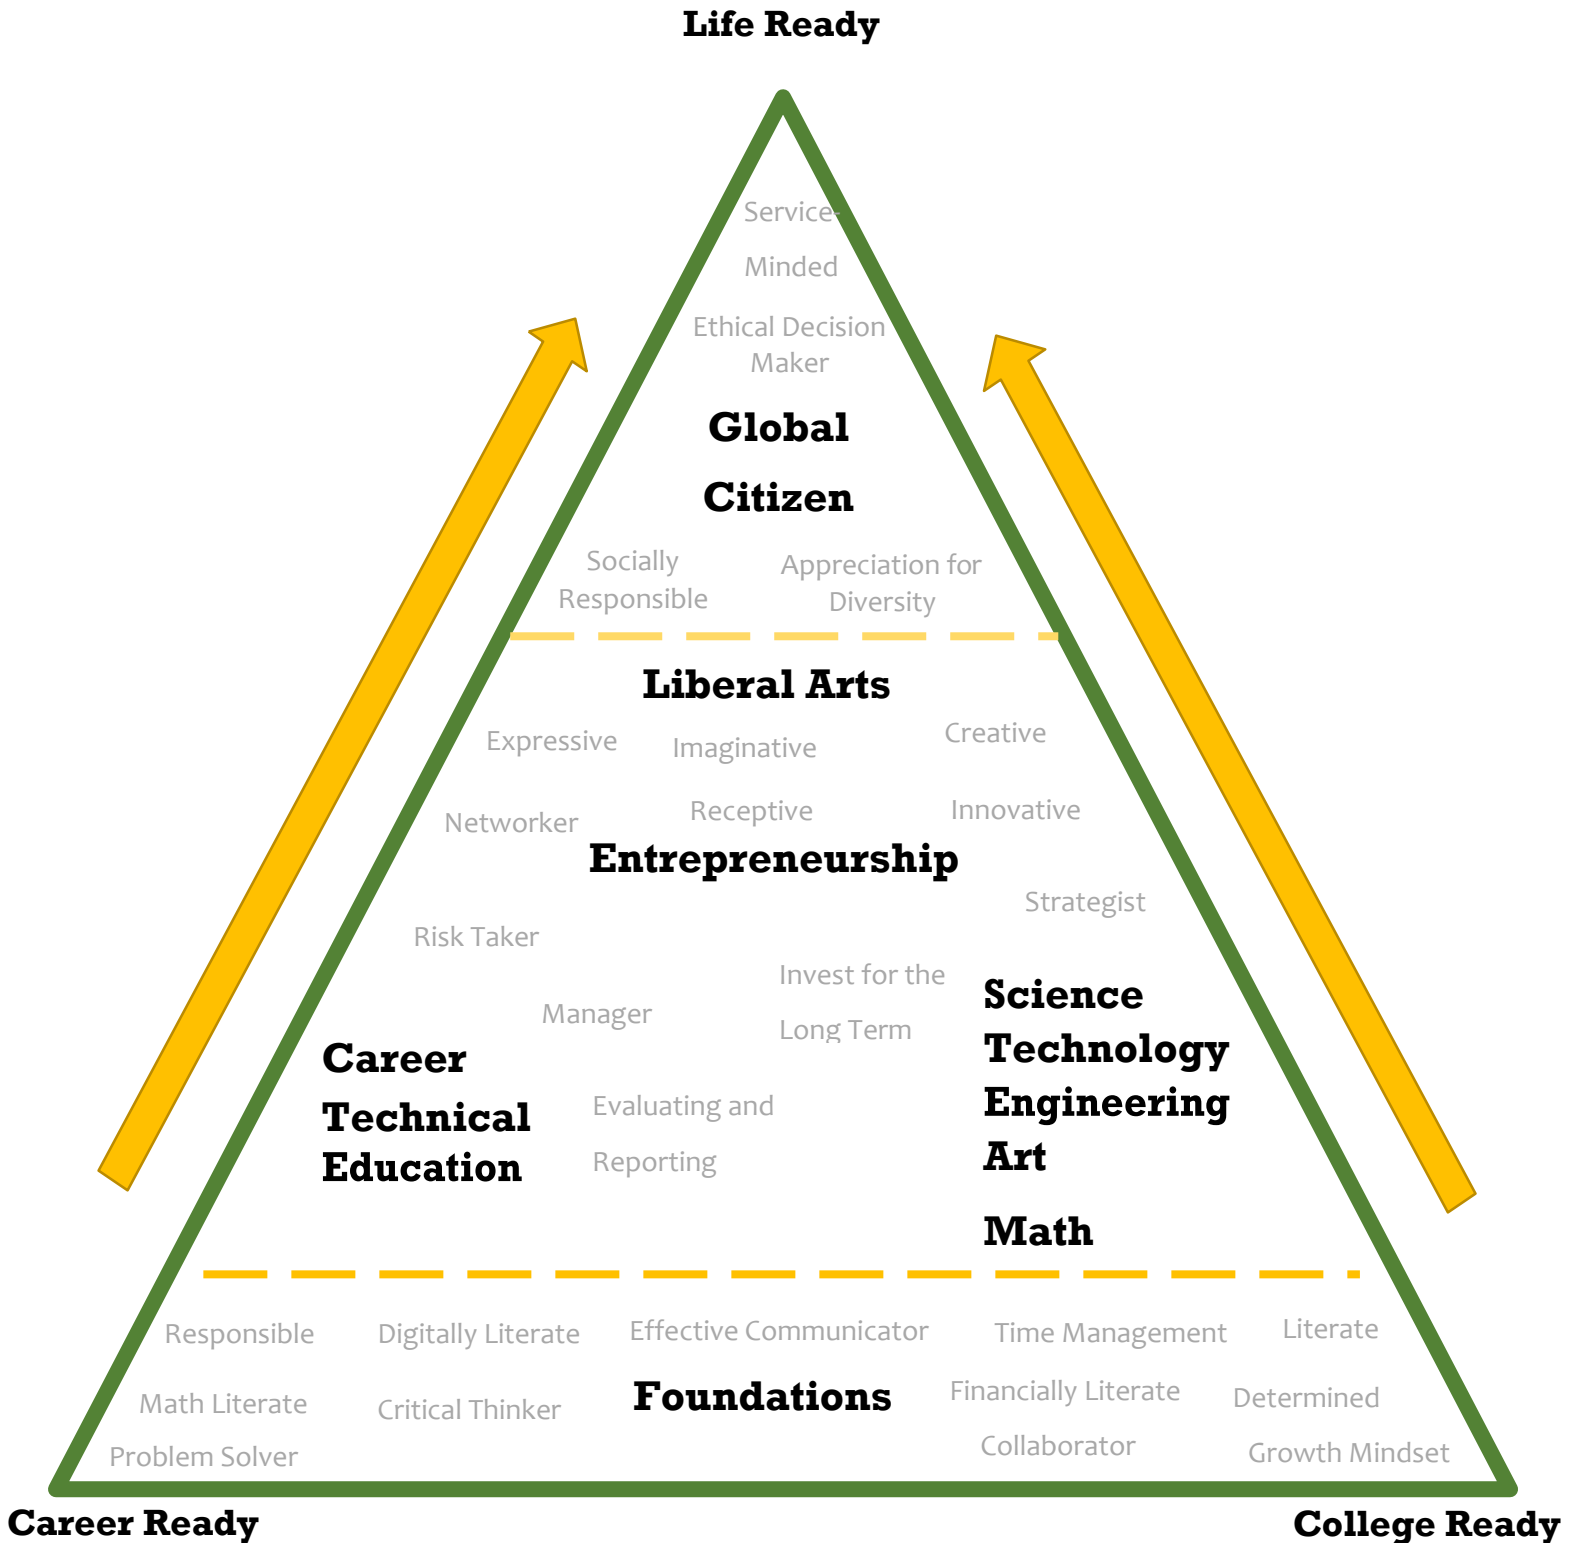 Life Ready
Service-
Minded
Ethical Decision
Maker
Global
Citizen
Socially
Responsible
Appreciation for
Diversity
Liberal Arts
Expressive
Imaginative
Creative
Networker
Receptive
Innovative
Entrepreneurship
Strategist
Risk Taker
Invest for the
Long Term
Manager
Career
Technical
Education
Evaluating and
Reporting
Science
Technology
Engineering
Art
Math
Responsible
Digitally Literate
Effective Communicator
Time Management
Literate
Math Literate
Critical Thinker
Foundations
Financially Literate
Determined
Problem Solver
Collaborator
Growth Mindset
Career Ready
College Ready